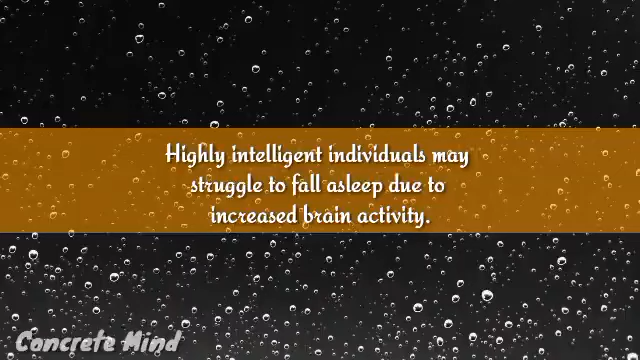 Highly intelligent individuals may
struggle to fall asleep due to
increased brain activity.
Concrete Mind